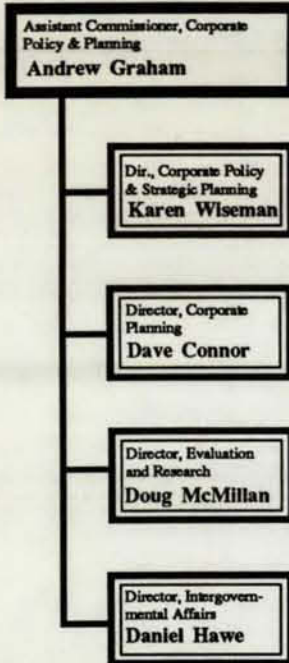 Assistant Commissioner, Corporate
Policy & Planning
Andrew Graham
Dir., Corporate Policy
& Strategic Planning
Karen Wiseman
Director, Corporate
Planning
Dave Connor
Director, Evaluation
and Research
Doug McMillan
Director, Intergovern-
mental Affairs
Daniel Hawe